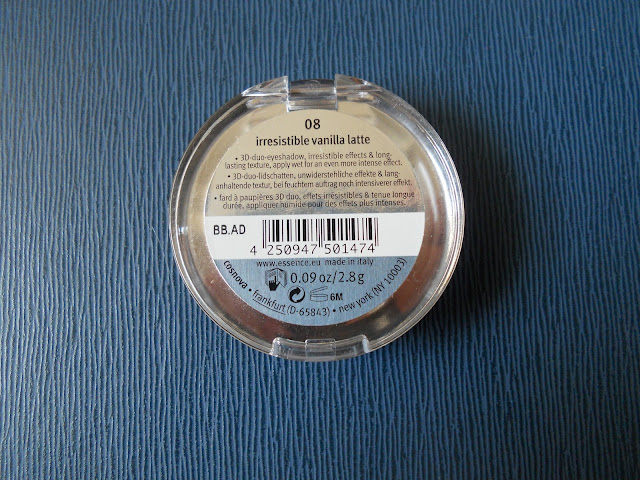 08
irresistible vanilla latte
• 3D-duo-eyeshadow, irresistible effects & long-
lasting texture, apply wet for an even more intense effect.
• 3D-duo-lidschatten, unwiderstehliche effekte & lang-
anhaltende textur, bei feuchtem auftrag noch intensiverer effekt.
• fard à paupières 3D duo, effets irrésistibles & tenue longue
durée, appliquer humide pour des effets plus intenses.
BB.AD
4 250947 501474
www.essence.eu made in italy
0.09 oz/2.8 g
6M
cosnova • frankfurt (D-65843) • new york (NY 10003)